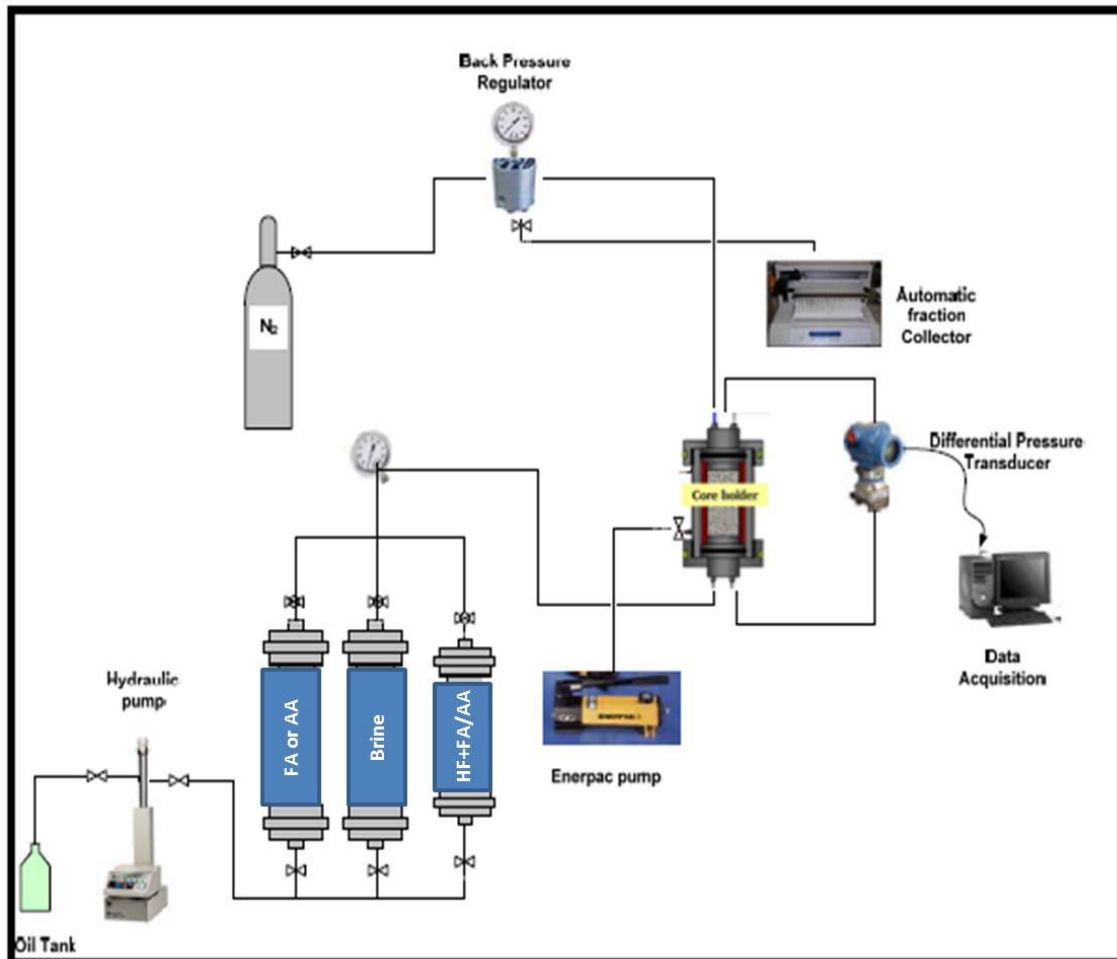 Back Pressure
Regulator
N₂
Automatic
fraction
Collector
Differential Pressure
Transducer
Core holder
FA or AA
Brine
HF+FA/AA
Hydraulic
pump
ENERPAC
Enerpac pump
Data
Acquisition
Oil Tank